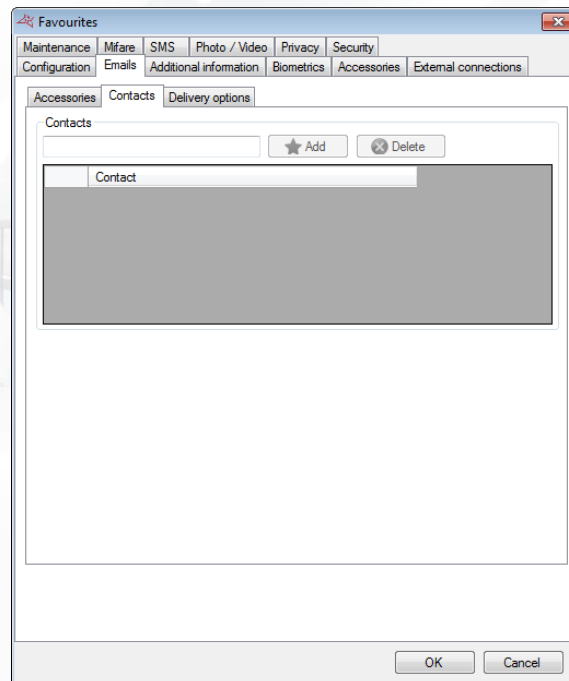 Favourites
Maintenance Mifare SMS Photo / Video Privacy Security
Configuration Emails Additional information Biometrics Accessories External connections
Accessories Contacts Delivery options
Contacts
Add Delete
Contact
OK Cancel